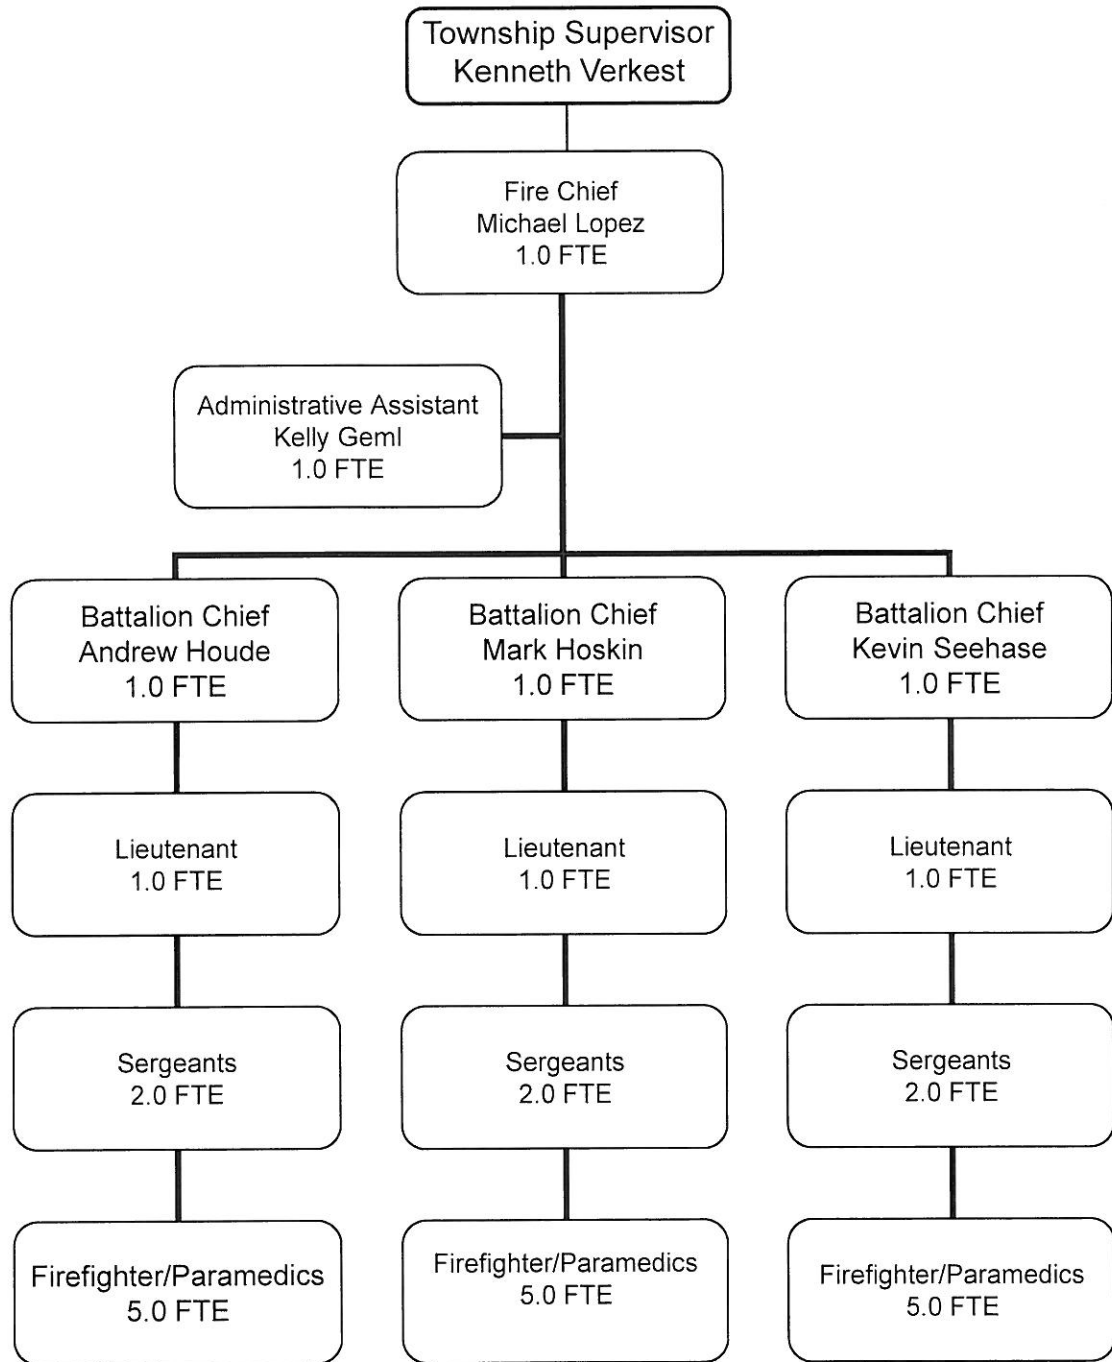 Township Supervisor
Kenneth Verkest
Fire Chief
Michael Lopez
1.0 FTE
Administrative Assistant
Kelly Geml
1.0 FTE
Battalion Chief
Andrew Houde
1.0 FTE
Battalion Chief
Mark Hoskin
1.0 FTE
Battalion Chief
Kevin Seehase
1.0 FTE
Lieutenant
1.0 FTE
Lieutenant
1.0 FTE
Lieutenant
1.0 FTE
Sergeants
2.0 FTE
Sergeants
2.0 FTE
Sergeants
2.0 FTE
Firefighter/Paramedics
5.0 FTE
Firefighter/Paramedics
5.0 FTE
Firefighter/Paramedics
5.0 FTE